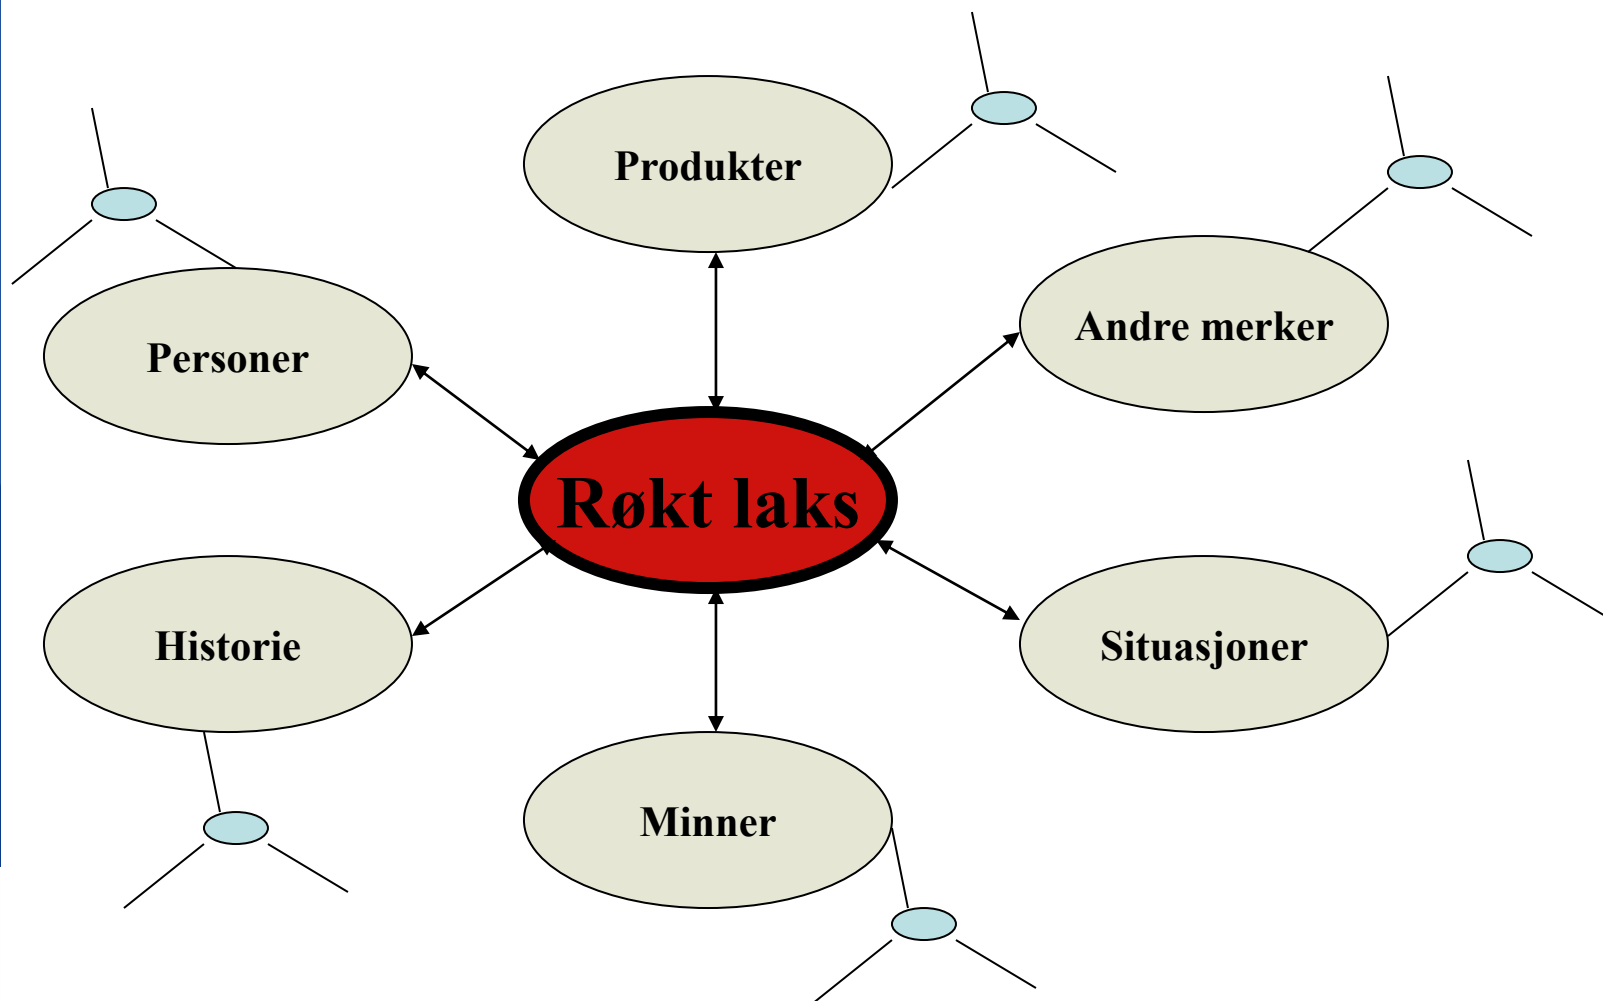 Produkter
Andre merker
Personer
Røkt laks
Historie
Situasjoner
Minner